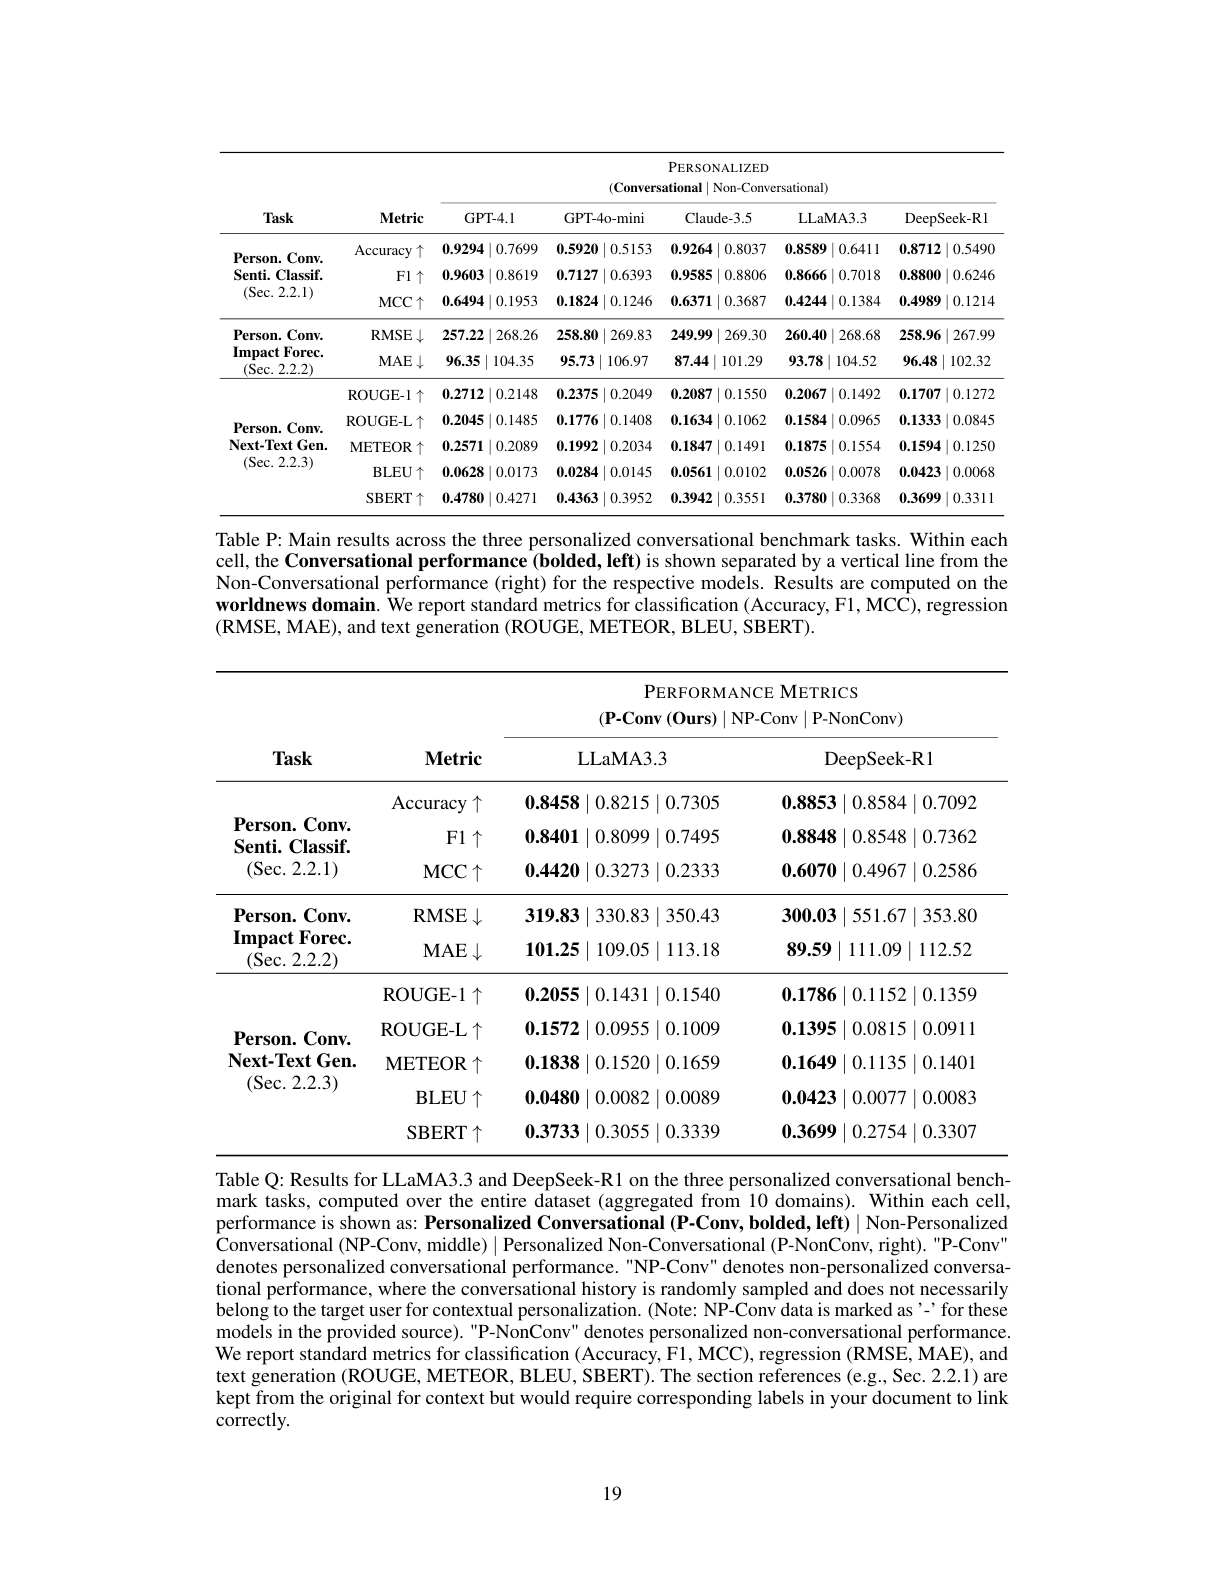 PERSONALIZED
(Conversational | Non-Conversational)
Task Metric GPT-4.1 GPT-4o-mini Claude-3.5 LLaMA3.3 DeepSeek-R1
Person. Conv.
Senti. Classif.
(Sec. 2.2.1)
Accuracy ↑ 0.9294 | 0.7699 0.5920 | 0.5153 0.9264 | 0.8037 0.8589 | 0.6411 0.8712 | 0.5490
F1 ↑ 0.9603 | 0.8619 0.7127 | 0.6393 0.9585 | 0.8806 0.8666 | 0.7018 0.8800 | 0.6246
MCC ↑ 0.6494 | 0.1953 0.1824 | 0.1246 0.6371 | 0.3687 0.4244 | 0.1384 0.4989 | 0.1214
Person. Conv.
Impact Forec.
(Sec. 2.2.2)
RMSE ↓ 257.22 | 268.26 258.80 | 269.83 249.99 | 269.30 260.40 | 268.68 258.96 | 267.99
MAE ↓ 96.35 | 104.35 95.73 | 106.97 87.44 | 101.29 93.78 | 104.52 96.48 | 102.32
Person. Conv.
Next-Text Gen.
(Sec. 2.2.3)
ROUGE-1 ↑ 0.2712 | 0.2148 0.2375 | 0.2049 0.2087 | 0.1550 0.2067 | 0.1492 0.1707 | 0.1272
ROUGE-L ↑ 0.2045 | 0.1485 0.1776 | 0.1408 0.1634 | 0.1062 0.1584 | 0.0965 0.1333 | 0.0845
METEOR ↑ 0.2571 | 0.2089 0.1992 | 0.2034 0.1847 | 0.1491 0.1875 | 0.1554 0.1594 | 0.1250
BLEU ↑ 0.0628 | 0.0173 0.0284 | 0.0145 0.0561 | 0.0102 0.0526 | 0.0078 0.0423 | 0.0068
SBERT ↑ 0.4780 | 0.4271 0.4363 | 0.3952 0.3942 | 0.3551 0.3780 | 0.3368 0.3699 | 0.3311
Table P: Main results across the three personalized conversational benchmark tasks. Within each
cell, the Conversational performance (bolded, left) is shown separated by a vertical line from the
Non-Conversational performance (right) for the respective models. Results are computed on the
worldnews domain. We report standard metrics for classification (Accuracy, F1, MCC), regression
(RMSE, MAE), and text generation (ROUGE, METEOR, BLEU, SBERT).
PERFORMANCE METRICS
(P-Conv (Ours) | NP-Conv | P-NonConv)
Task Metric LLaMA3.3 DeepSeek-R1
Person. Conv.
Senti. Classif.
(Sec. 2.2.1)
Accuracy ↑ 0.8458 | 0.8215 | 0.7305 0.8853 | 0.8584 | 0.7092
F1 ↑ 0.8401 | 0.8099 | 0.7495 0.8848 | 0.8548 | 0.7362
MCC ↑ 0.4420 | 0.3273 | 0.2333 0.6070 | 0.4967 | 0.2586
Person. Conv.
Impact Forec.
(Sec. 2.2.2)
RMSE ↓ 319.83 | 330.83 | 350.43 300.03 | 551.67 | 353.80
MAE ↓ 101.25 | 109.05 | 113.18 89.59 | 111.09 | 112.52
Person. Conv.
Next-Text Gen.
(Sec. 2.2.3)
ROUGE-1 ↑ 0.2055 | 0.1431 | 0.1540 0.1786 | 0.1152 | 0.1359
ROUGE-L ↑ 0.1572 | 0.0955 | 0.1009 0.1395 | 0.0815 | 0.0911
METEOR ↑ 0.1838 | 0.1520 | 0.1659 0.1649 | 0.1135 | 0.1401
BLEU ↑ 0.0480 | 0.0082 | 0.0089 0.0423 | 0.0077 | 0.0083
SBERT ↑ 0.3733 | 0.3055 | 0.3339 0.3699 | 0.2754 | 0.3307
Table Q: Results for LLaMA3.3 and DeepSeek-R1 on the three personalized conversational bench-
mark tasks, computed over the entire dataset (aggregated from 10 domains). Within each cell,
performance is shown as: Personalized Conversational (P-Conv, bolded, left) | Non-Personalized
Conversational (NP-Conv, middle) | Personalized Non-Conversational (P-NonConv, right). "P-Conv"
denotes personalized conversational performance. "NP-Conv" denotes non-personalized conversa-
tional performance, where the conversational history is randomly sampled and does not necessarily
belong to the target user for contextual personalization. (Note: NP-Conv data is marked as '-' for these
models in the provided source). "P-NonConv" denotes personalized non-conversational performance.
We report standard metrics for classification (Accuracy, F1, MCC), regression (RMSE, MAE), and
text generation (ROUGE, METEOR, BLEU, SBERT). The section references (e.g., Sec. 2.2.1) are
kept from the original for context but would require corresponding labels in your document to link
correctly.
19